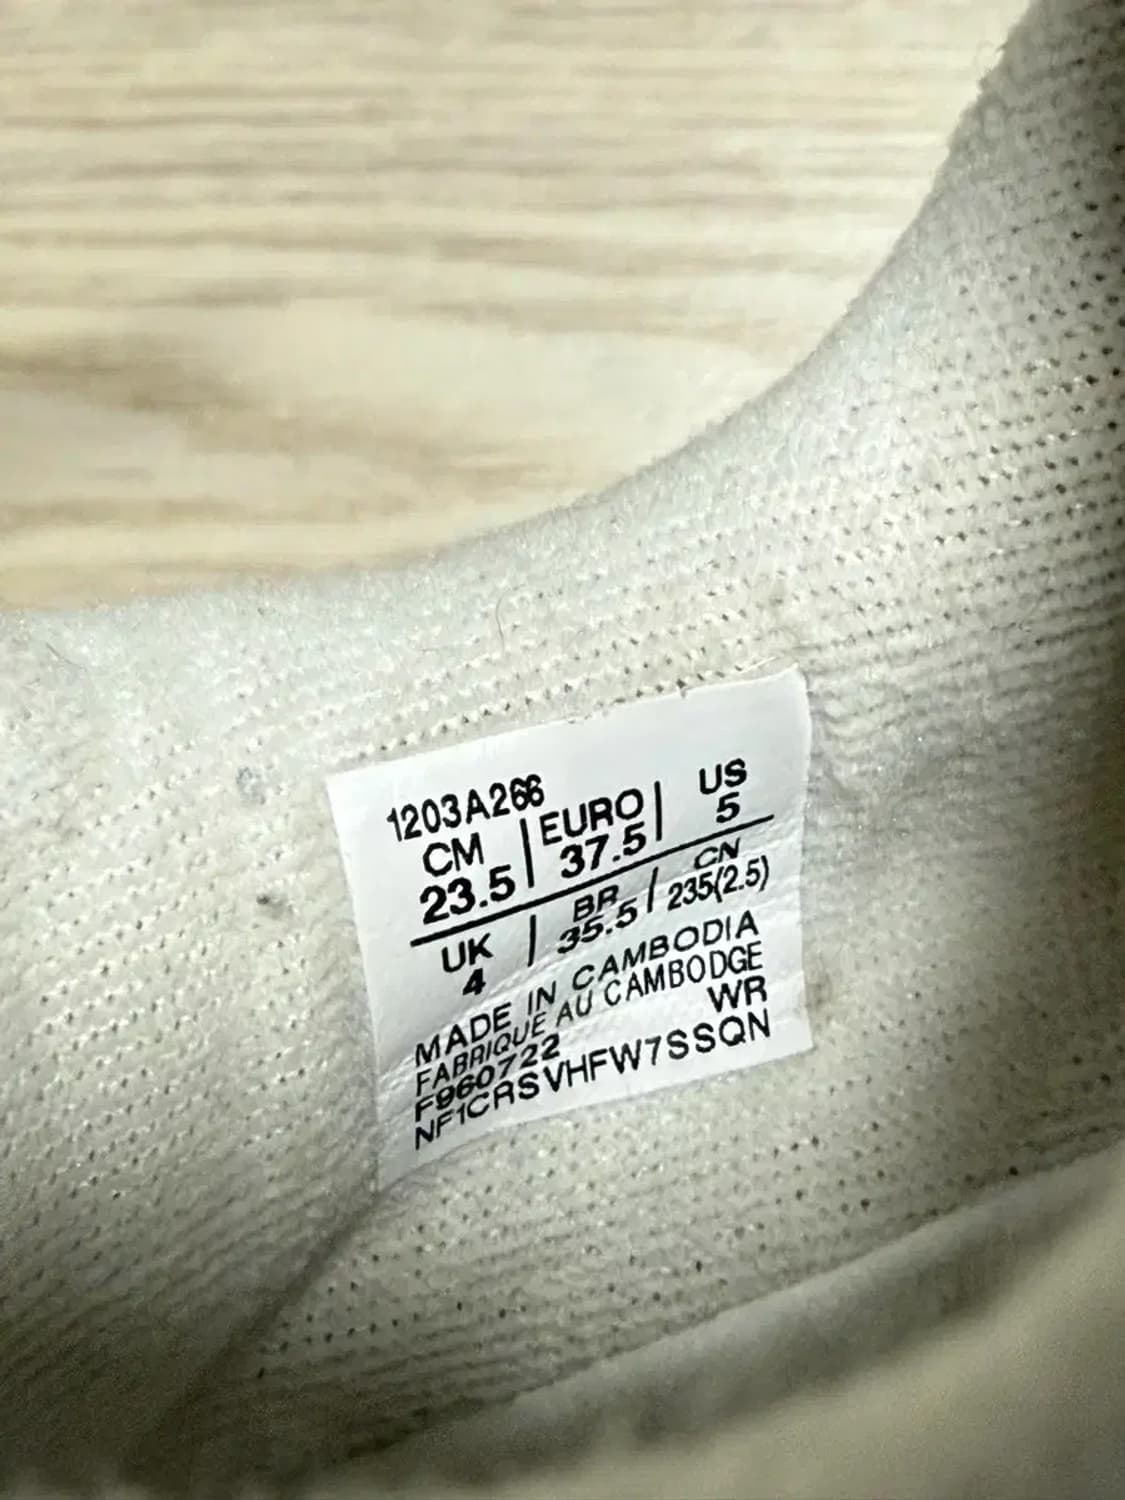 1203A266
CM | EURO | US
23.5 | 37.5 | 5
UK | BR / CN
4 | 35.5 / 235(2.5)
MADE IN CAMBODIA
FABRIQUE AU CAMBODGE
F960722 WR
NF1CRSVHFW7SSQN